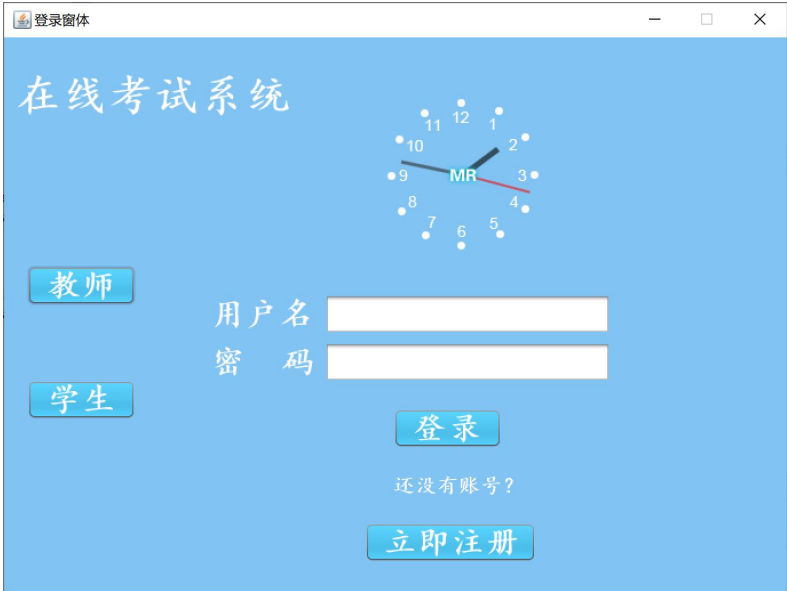 登录窗体
在线考试系统
12
11
1
10
2
MR
9
3
8
4
7
5
6
教师
用户名
密 码
学生
登录
还没有账号?
立即注册